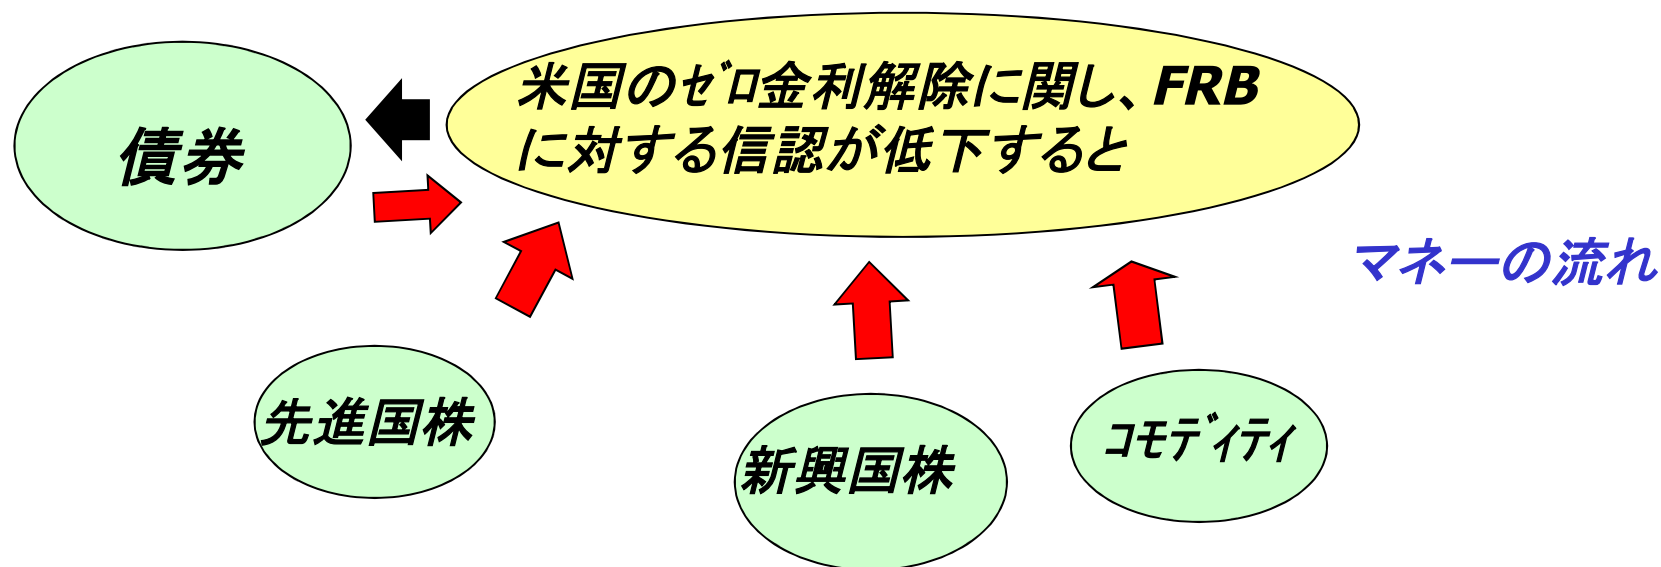 米国のｾﾞﾛ金利解除に関し、FRB
に対する信認が低下すると
債券
マネーの流れ
先進国株
新興国株
ｺﾓﾃﾞｨﾃｨ